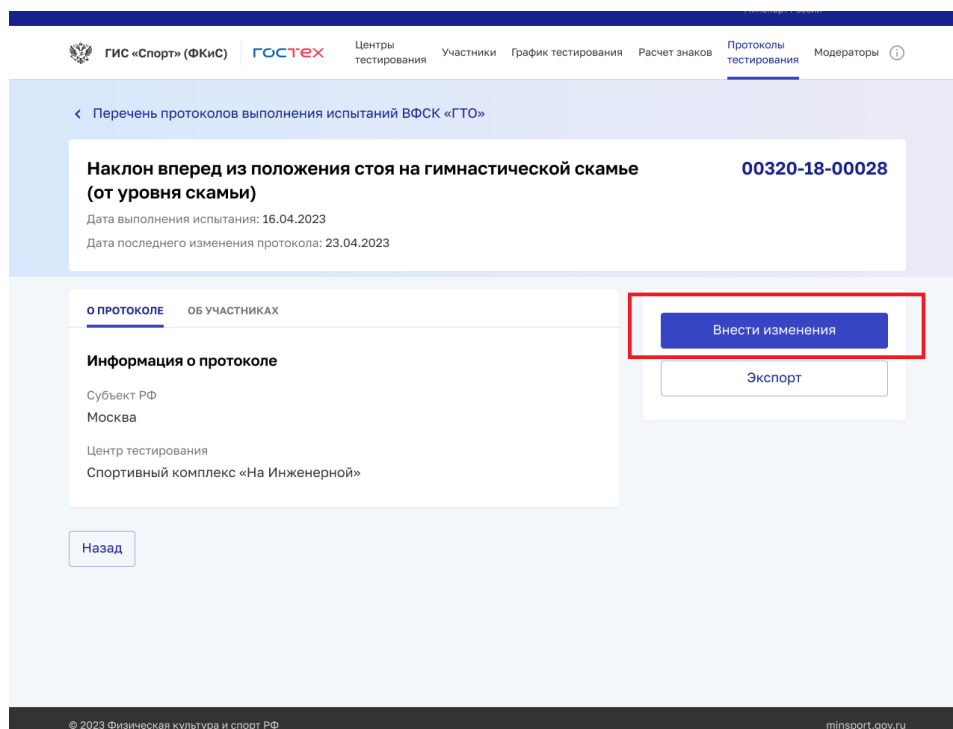 ГИС «Спорт» (ФКиС)
ГОСТЕХ
Центры
тестирования
Участники
График тестирования
Расчет знаков
Протоколы
тестирования
Модераторы
Перечень протоколов выполнения испытаний ВФСК «ГТО»
Наклон вперед из положения стоя на гимнастической скамье
(от уровня скамьи)
00320-18-00028
Дата выполнения испытания: 16.04.2023
Дата последнего изменения протокола: 23.04.2023
О ПРОТОКОЛЕ
ОБ УЧАСТНИКАХ
Внести изменения
Экспорт
Информация о протоколе
Субъект РФ
Москва
Центр тестирования
Спортивный комплекс «На Инженерной»
Назад
© 2023 Физическая культура и спорт РФ
minsport.gov.ru